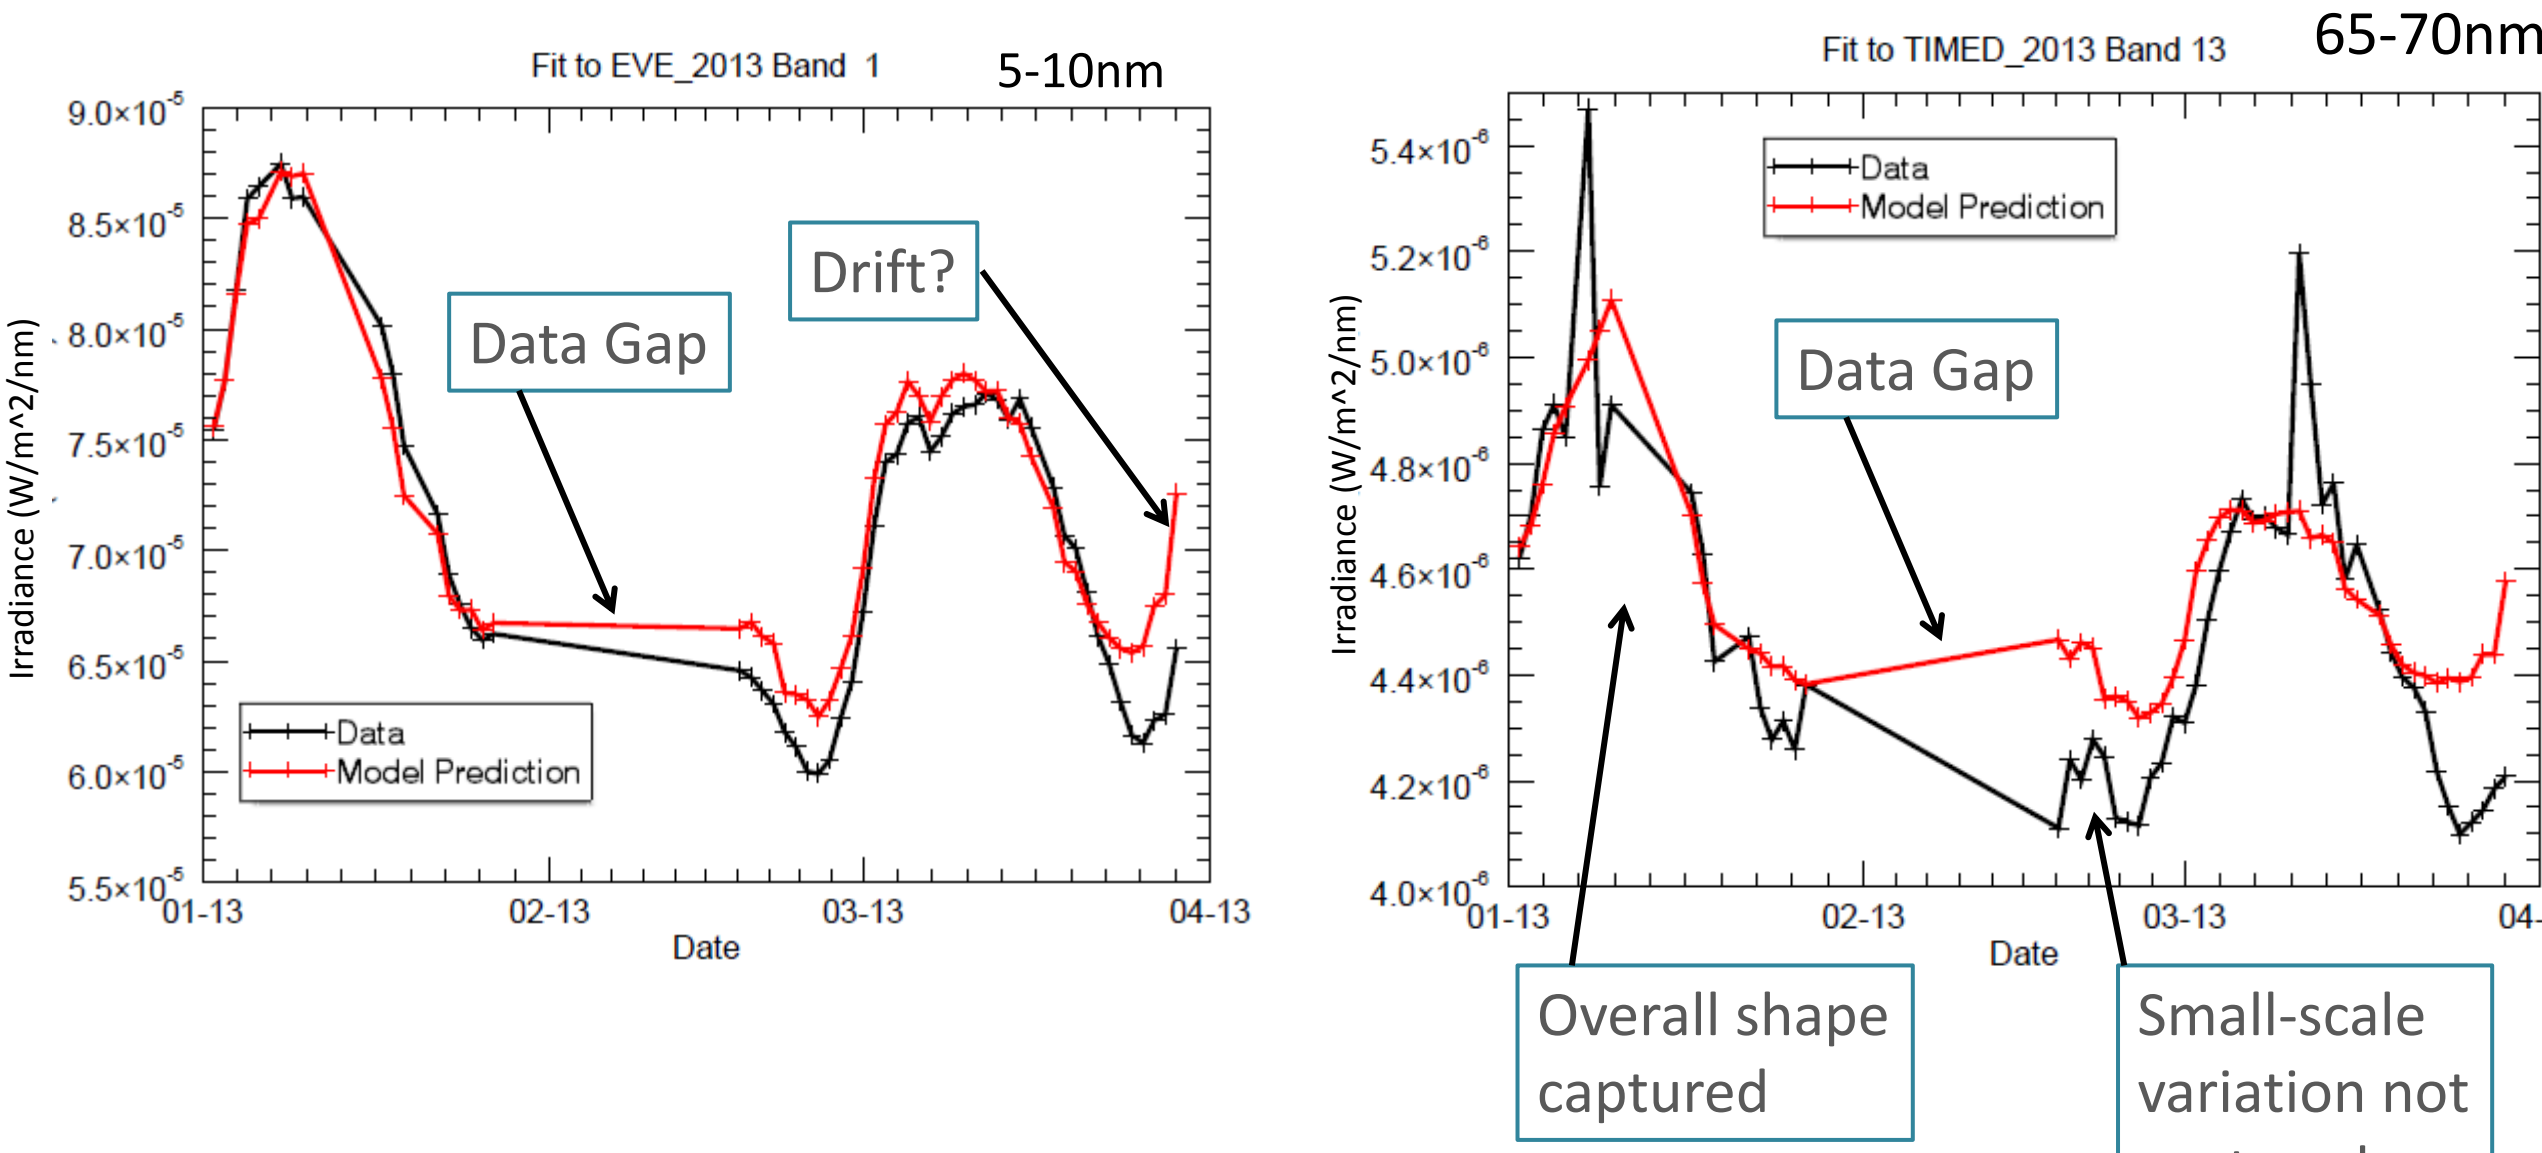 Fit to EVE_2013 Band 1
5-10nm
9.0×10⁻⁵
8.5×10⁻⁵
8.0×10⁻⁵
7.5×10⁻⁵
7.0×10⁻⁵
6.5×10⁻⁵
6.0×10⁻⁵
5.5×10⁻⁵
Irradiance (W/m^2/nm)
Data Gap
Drift?
Data
Model Prediction
01-13
02-13
03-13
04-13
Date
Fit to TIMED_2013 Band 13
65-70nm
5.4×10⁻⁶
5.2×10⁻⁶
5.0×10⁻⁶
4.8×10⁻⁶
4.6×10⁻⁶
4.4×10⁻⁶
4.2×10⁻⁶
4.0×10⁻⁶
Irradiance (W/m^2/nm)
Data
Model Prediction
Data Gap
01-13
02-13
03-13
04-
Date
Overall shape
captured
Small-scale
variation not